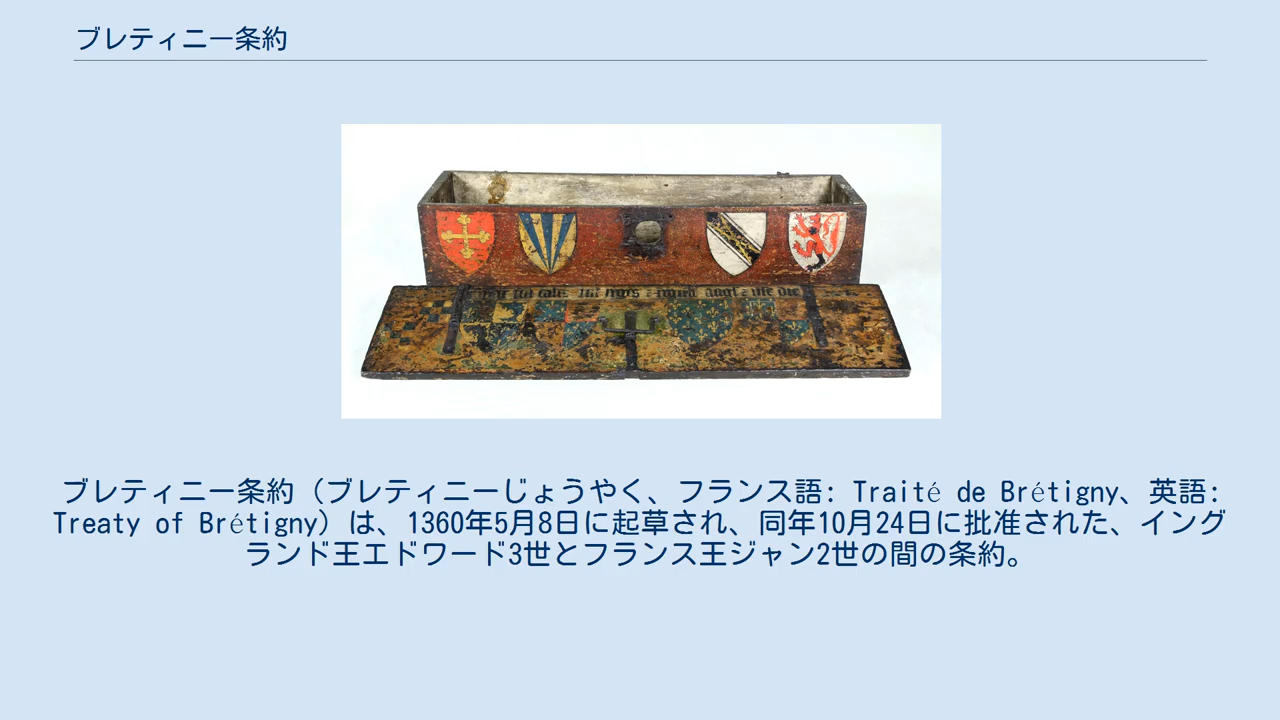 ブレティニー条約
ブレティニー条約（ブレティニーじょうやく、フランス語: Traité de Brétigny、英語:
Treaty of Brétigny）は、1360年5月8日に起草され、同年10月24日に批准された、イング
ランド王エドワード3世とフランス王ジャン2世の間の条約。